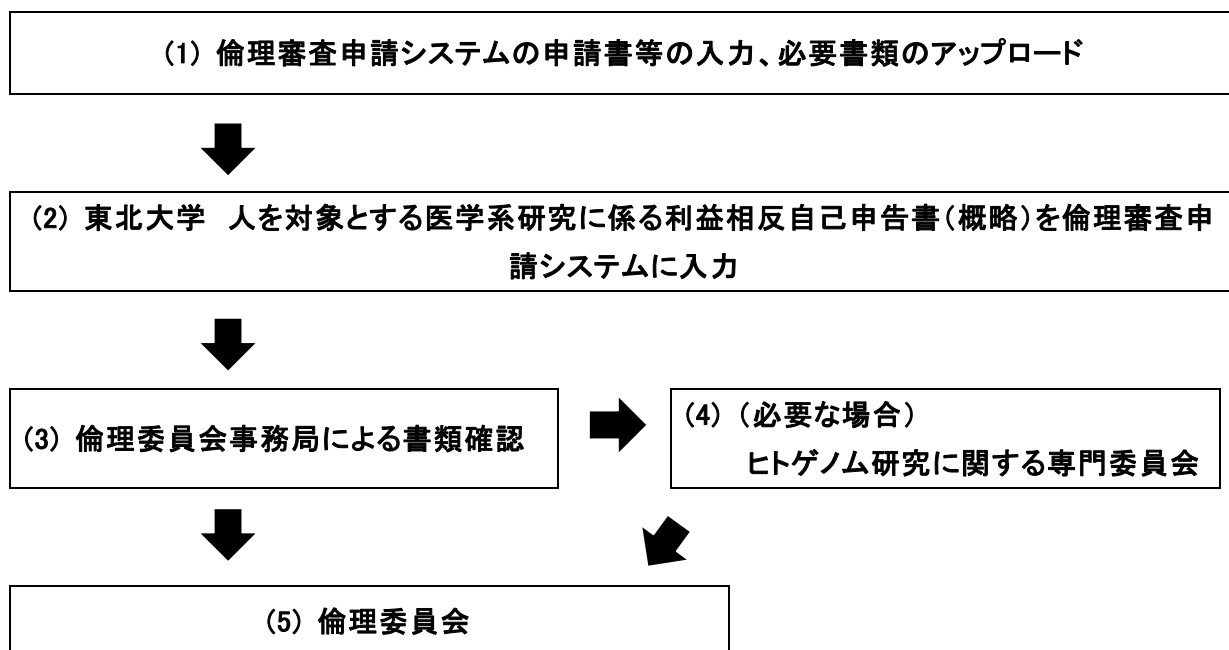 (1) 倫理審査申請システムの申請書等の入力、必要書類のアップロード
(2) 東北大学　人を対象とする医学系研究に係る利益相反自己申告書(概略)を倫理審査申
請システムに入力
(3) 倫理委員会事務局による書類確認
(4) (必要な場合)
ヒトゲノム研究に関する専門委員会
(5) 倫理委員会